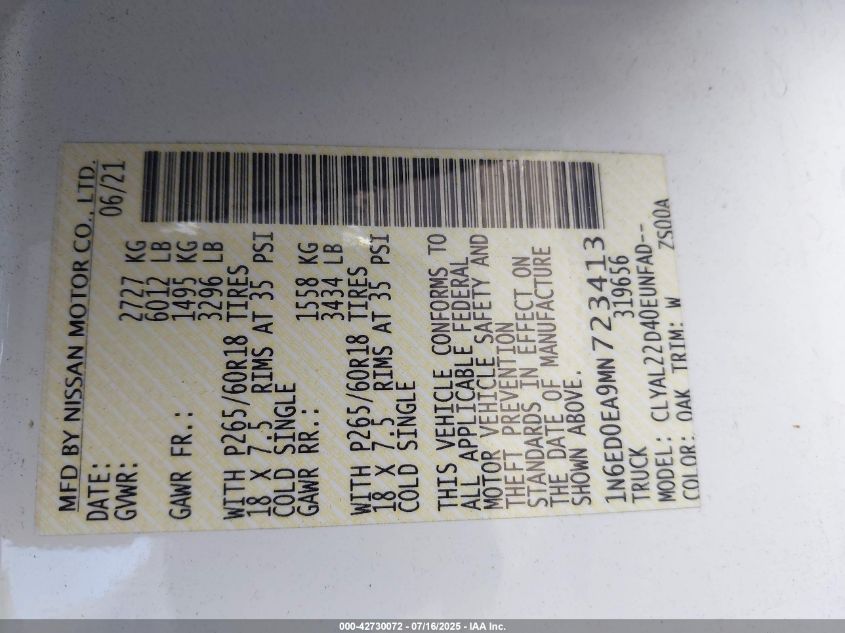 MFD BY NISSAN MOTOR CO., LTD.
DATE: 06/21
GVWR: 2727 KG
6012 LB
GAWR FR.: 1495 KG
3296 LB
WITH P265/60R18 TIRES
18 X 7.5 RIMS AT 35 PSI
COLD SINGLE
GAWR RR.: 1558 KG
3434 LB
WITH P265/60R18 TIRES
18 X 7.5 RIMS AT 35 PSI
COLD SINGLE
THIS VEHICLE CONFORMS TO
ALL APPLICABLE FEDERAL
MOTOR VEHICLE SAFETY AND
THEFT PREVENTION
STANDARDS IN EFFECT ON
THE DATE OF MANUFACTURE
SHOWN ABOVE.
1N6ED0EA9MN723413
TRUCK 319656
MODEL: CLYAL22D40EUNFAD--
COLOR: QAK TRIM: W ZS00A
000-42730072 - 07/16/2025 - IAA Inc.